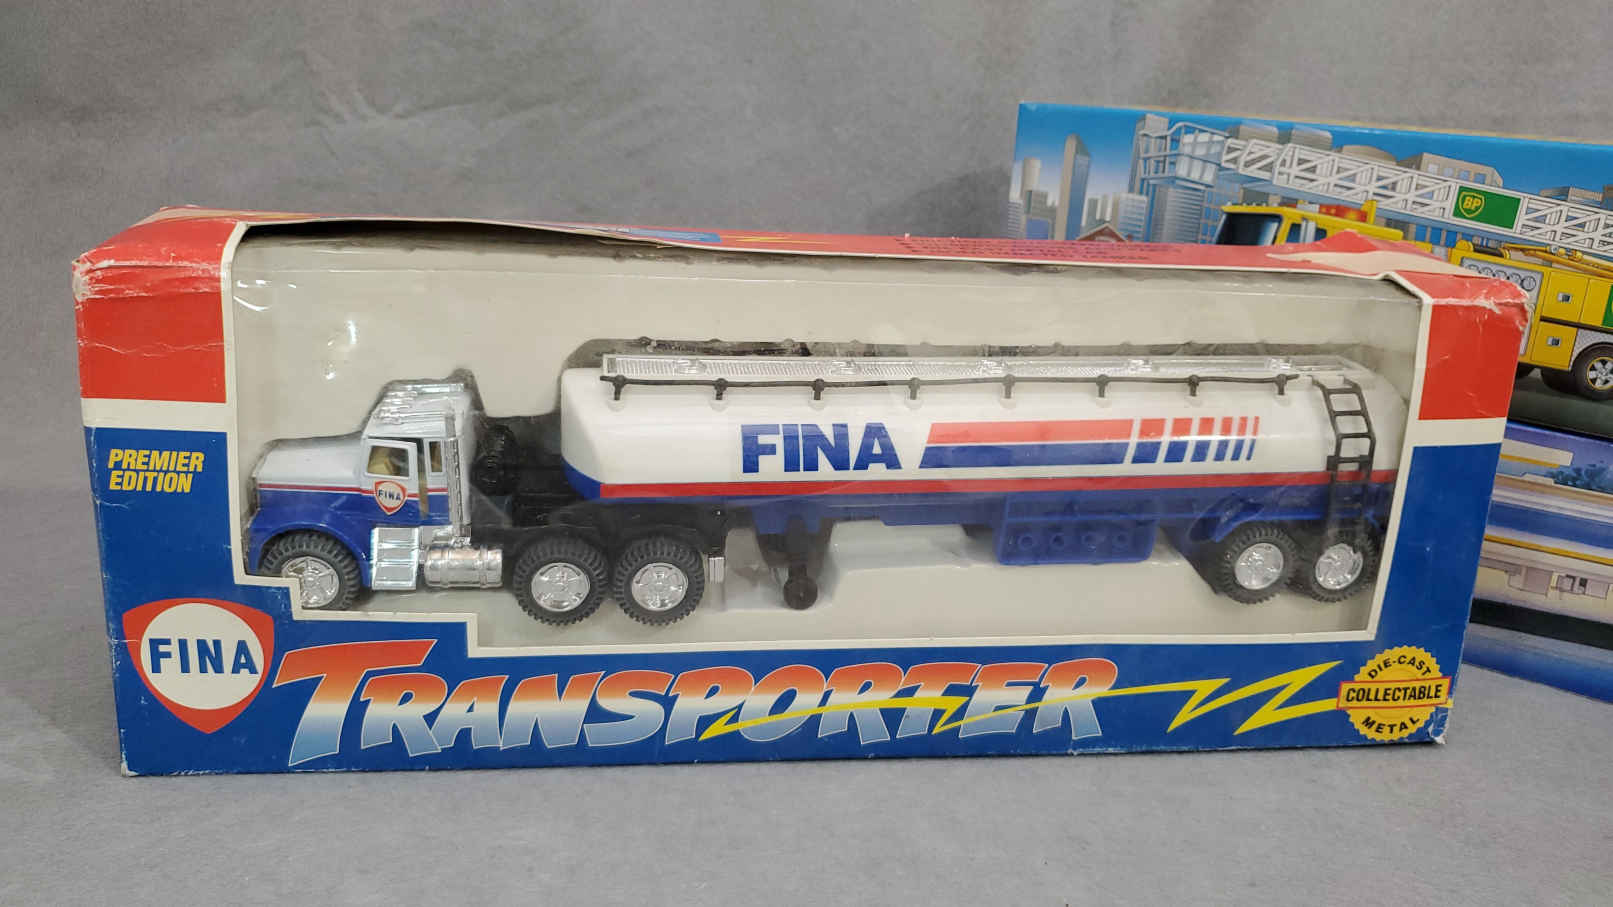 BP
PREMIER
EDITION
FINA
FINA
FINA
TRANSPORTER
DIE-CAST
COLLECTABLE
METAL